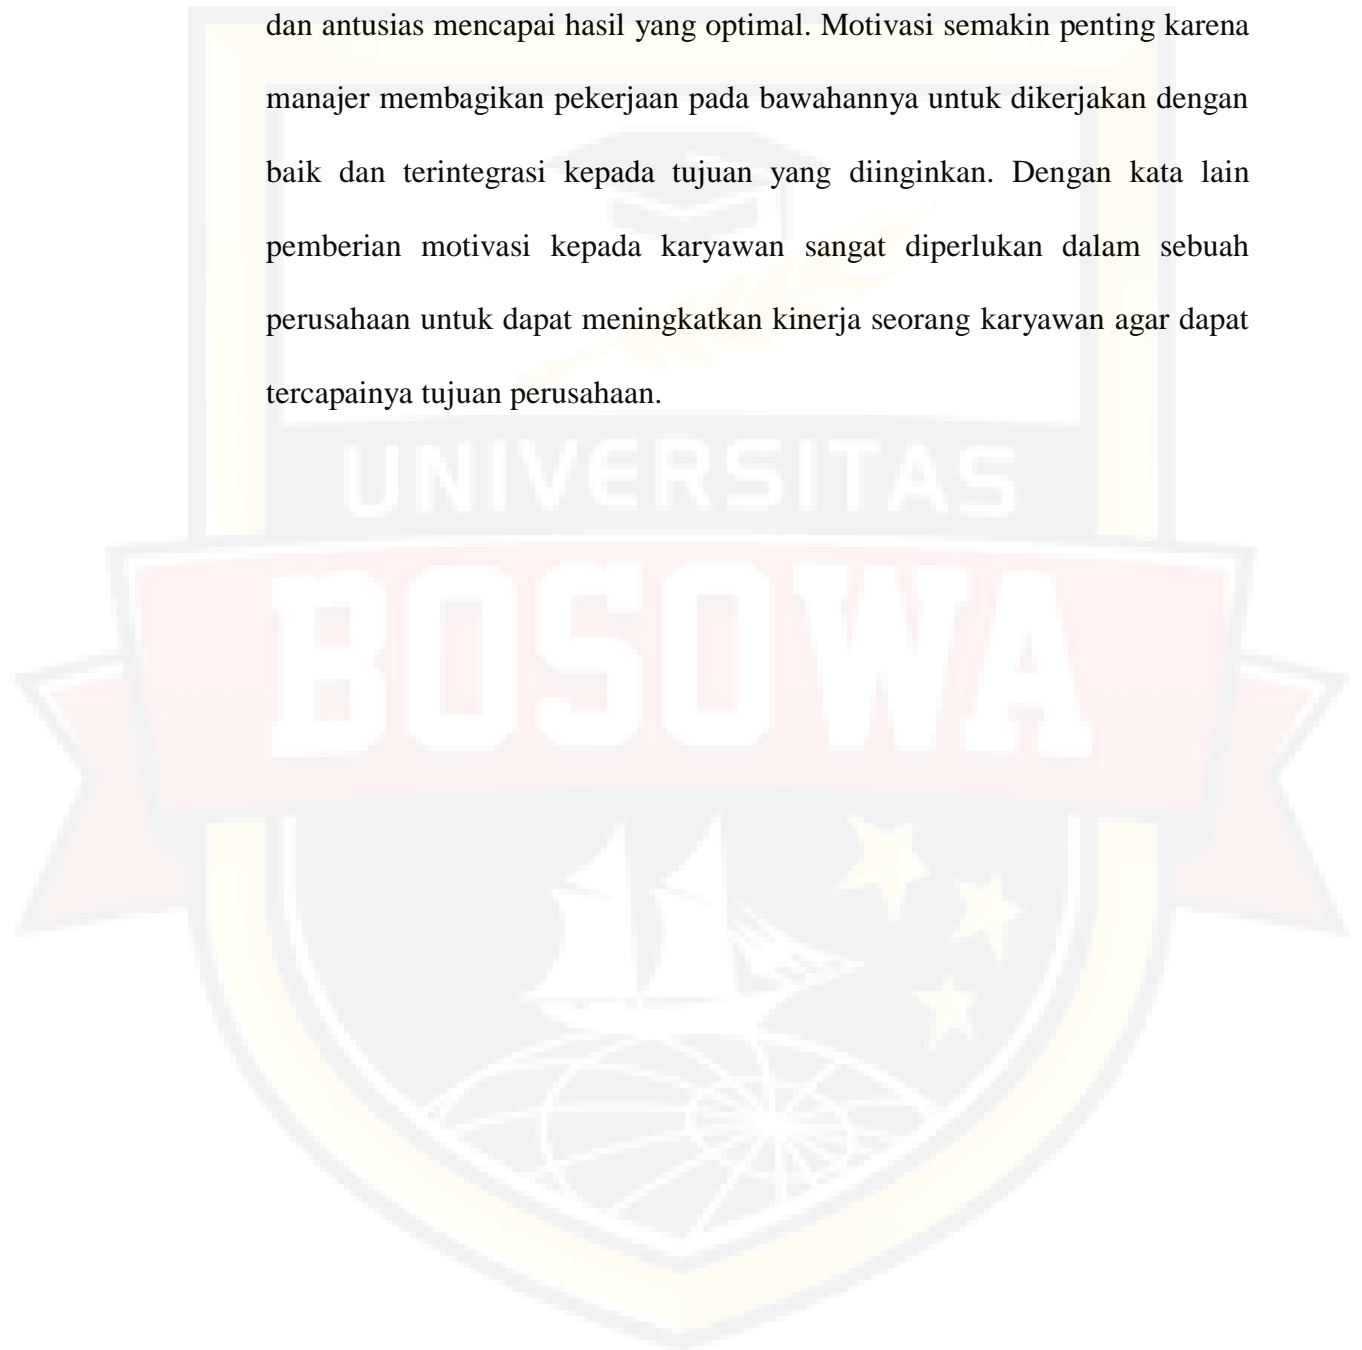 dan antusias mencapai hasil yang optimal. Motivasi semakin penting karena
manajer membagikan pekerjaan pada bawahannya untuk dikerjakan dengan
baik dan terintegrasi kepada tujuan yang diinginkan. Dengan kata lain
pemberian motivasi kepada karyawan sangat diperlukan dalam sebuah
perusahaan untuk dapat meningkatkan kinerja seorang karyawan agar dapat
tercapainya tujuan perusahaan.
UNIVERSITAS
BOSOWA